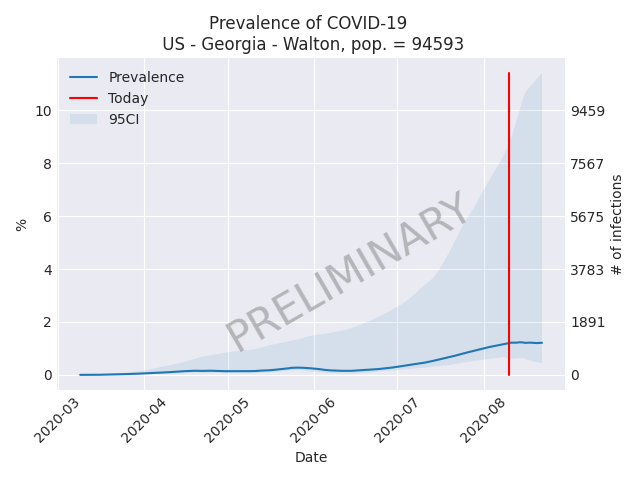 Prevalence of COVID-19
US - Georgia - Walton, pop. = 94593
Prevalence
Today
95CI
10
8
6
4
2
0
%
9459
7567
5675
3783
1891
0
# of infections
PRELIMINARY
2020-03
2020-04
2020-05
2020-06
2020-07
2020-08
Date